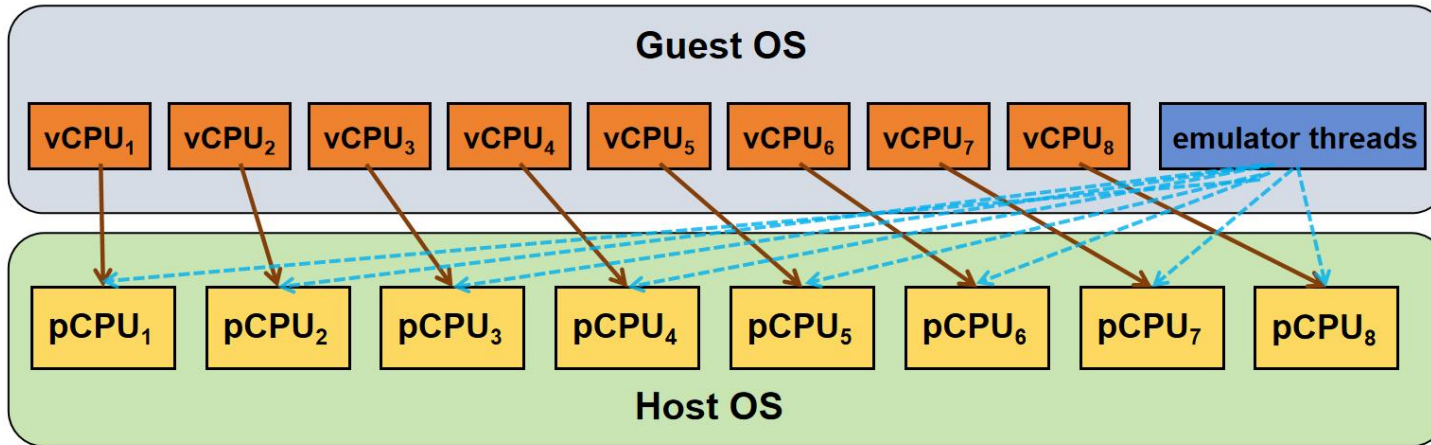 Guest OS
vCPU₁ vCPU₂ vCPU₃ vCPU₄ vCPU₅ vCPU₆ vCPU₇ vCPU₈ emulator threads
pCPU₁ pCPU₂ pCPU₃ pCPU₄ pCPU₅ pCPU₆ pCPU₇ pCPU₈
Host OS